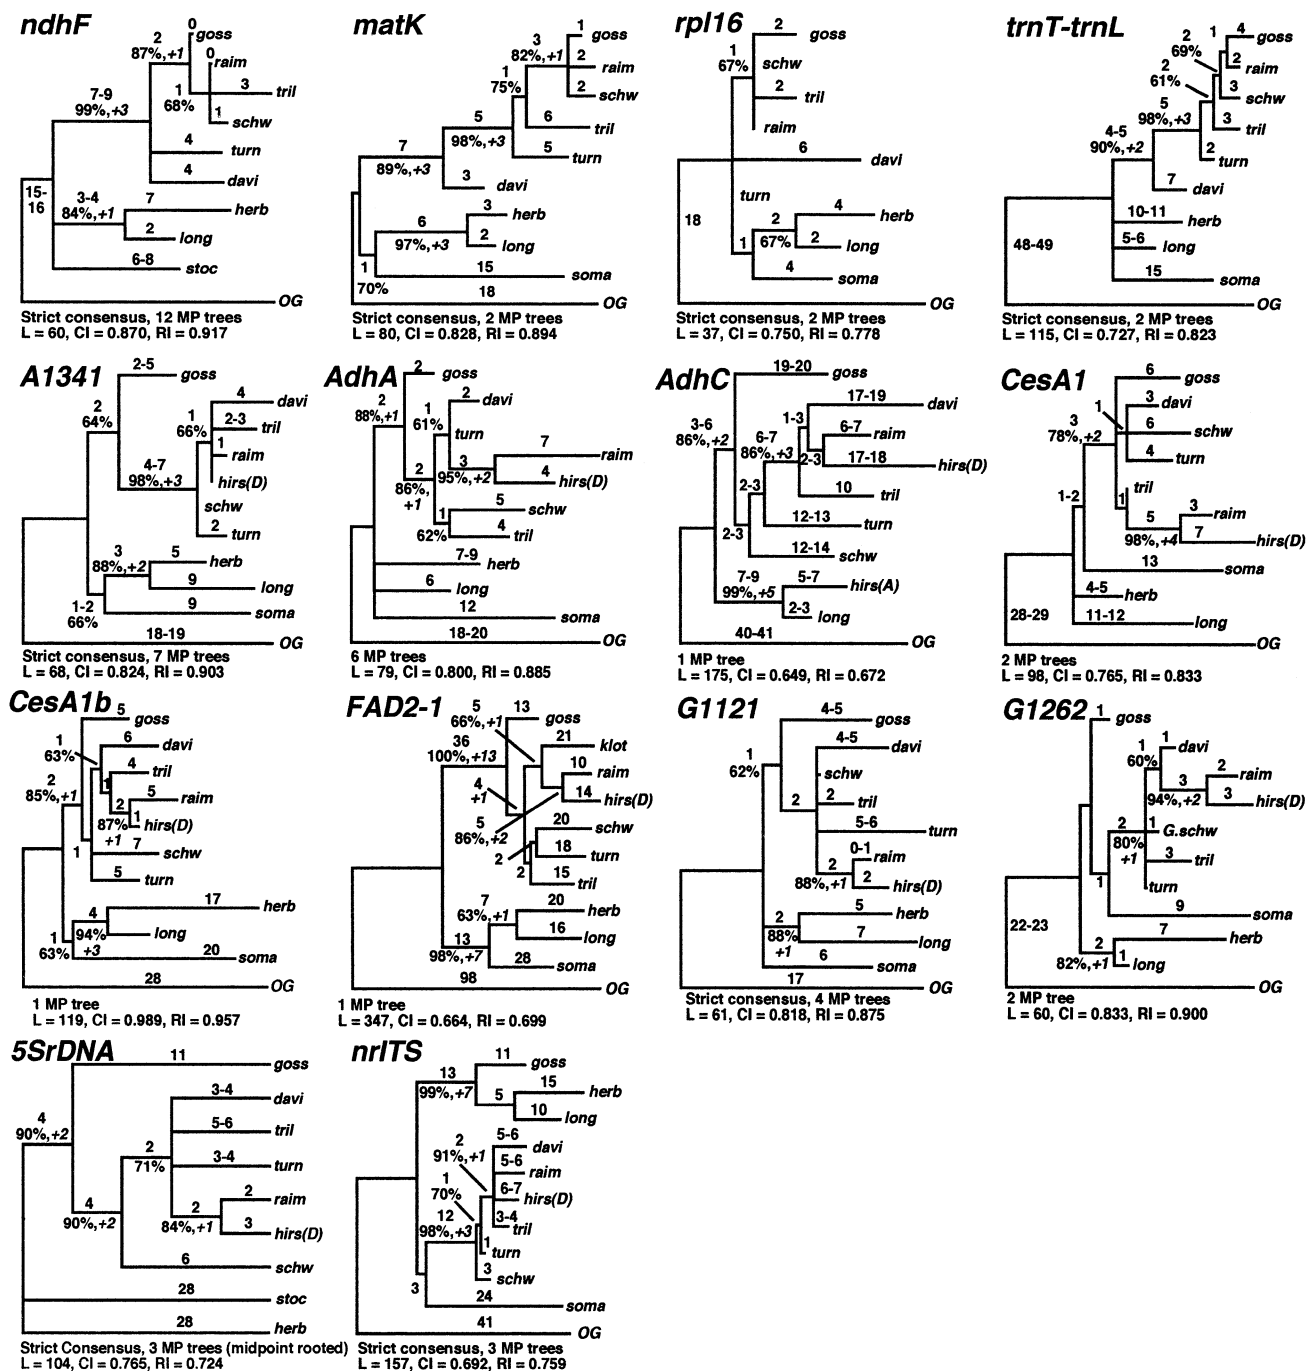 ndhF
0
goss
2
87%,+1
0
raim
3
tril
1
68%
1
schw
7-9
99%,+3
4
turn
4
davi
15-
16
3-4
84%,+1
7
herb
2
long
6-8
stoc
OG
Strict consensus, 12 MP trees
L = 60, CI = 0.870, RI = 0.917
matK
1
goss
3
82%,+1
2
raim
2
schw
1
75%
6
tril
5
98%,+3
5
turn
7
89%,+3
3
davi
3
herb
6
97%,+3
2
long
1
70%
15
soma
18
OG
Strict consensus, 2 MP trees
L = 80, CI = 0.828, RI = 0.894
rpl16
2
goss
1
67%
schw
2
tril
raim
6
davi
turn
18
4
herb
2
67%
2
long
1
4
soma
OG
Strict consensus, 2 MP trees
L = 37, CI = 0.750, RI = 0.778
trnT-trnL
1
4
goss
2
69%
2
raim
2
61%
3
schw
5
98%,+3
3
tril
4-5
90%,+2
2
turn
7
davi
10-11
herb
5-6
long
48-49
15
soma
OG
Strict consensus, 2 MP trees
L = 115, CI = 0.727, RI = 0.823
A1341
2-5
goss
2
64%
4
davi
1
66%
2-3
tril
1
raim
4-7
98%,+3
hirs(D)
schw
2
turn
3
88%,+2
5
herb
9
long
1-2
66%
9
soma
18-19
OG
Strict consensus, 7 MP trees
L = 68, CI = 0.824, RI = 0.903
AdhA
2
goss
2
88%,+1
2
davi
1
61%
turn
7
raim
3
95%,+2
4
hirs(D)
2
86%,
+1
5
schw
1
62%
4
tril
7-9
herb
6
long
12
soma
18-20
OG
6 MP trees
L = 79, CI = 0.800, RI = 0.885
AdhC
19-20
goss
17-19
davi
1-3
3-6
86%,+2
6-7
raim
6-7
86%,+3
2-3
17-18
hirs(D)
2-3
10
tril
12-13
turn
2-3
12-14
schw
7-9
99%,+5
5-7
hirs(A)
2-3
long
40-41
OG
1 MP tree
L = 175, CI = 0.649, RI = 0.672
CesA1
6
goss
1
3
davi
3
78%,+2
6
schw
4
turn
tril
1-2
1
3
raim
5
98%,+4
7
hirs(D)
13
soma
4-5
herb
28-29
11-12
long
OG
2 MP trees
L = 98, CI = 0.765, RI = 0.833
CesA1b
5
goss
1
63%
6
davi
4
tril
1
2
85%,+1
5
raim
2
87%
+1
1
hirs(D)
7
schw
1
5
turn
17
herb
4
94%
+3
long
1
63%
20
soma
28
OG
1 MP tree
L = 119, CI = 0.989, RI = 0.957
FAD2-1
5
66%,+1
13
goss
36
100%,+13
21
klot
10
raim
4
+1
14
hirs(D)
5
86%,+2
20
schw
2
18
turn
2
15
tril
7
63%,+1
20
herb
16
long
13
98%,+7
28
soma
98
OG
1 MP tree
L = 347, CI = 0.664, RI = 0.699
G1121
4-5
goss
4-5
davi
1
62%
schw
2
2
tril
5-6
turn
0-1
raim
2
88%,+1
2
hirs(D)
2
88%
+1
5
herb
7
long
6
soma
17
OG
Strict consensus, 4 MP trees
L = 61, CI = 0.818, RI = 0.875
G1262
1
goss
1
60%
1
davi
2
raim
3
94%,+2
3
hirs(D)
2
80%
+1
1
G.schw
3
tril
turn
1
9
soma
22-23
7
herb
2
82%,+1
1
long
OG
2 MP tree
L = 60, CI = 0.833, RI = 0.900
5SrDNA
11
goss
3-4
davi
4
90%,+2
5-6
tril
2
71%
3-4
turn
2
raim
4
90%,+2
2
84%,+1
3
hirs(D)
6
schw
28
stoc
28
herb
Strict Consensus, 3 MP trees (midpoint rooted)
L = 104, CI = 0.765, RI = 0.724
nrITS
11
goss
13
99%,+7
15
herb
5
10
long
5-6
davi
2
91%,+1
5-6
raim
1
70%
6-7
hirs(D)
3-4
tril
12
98%,+3
1
turn
3
schw
3
24
soma
41
OG
Strict consensus, 3 MP trees
L = 157, CI = 0.692, RI = 0.759